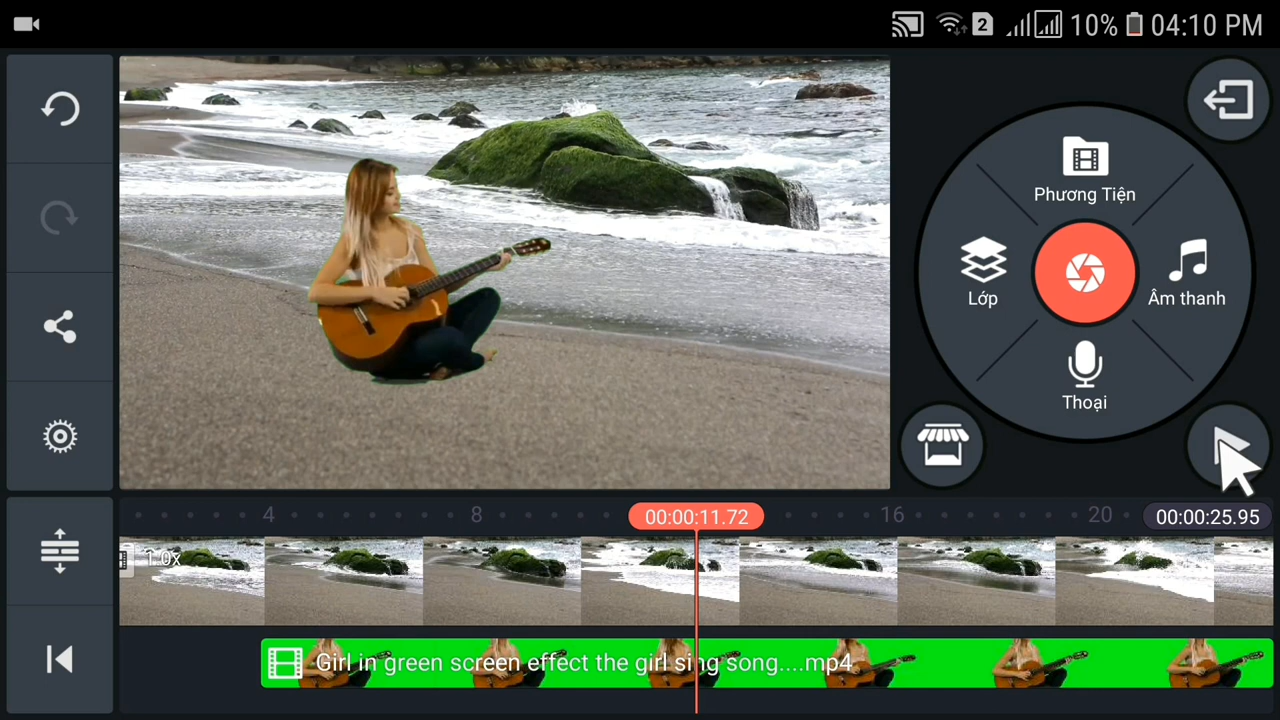 2 10% 04:10 PM
Phương Tiện
Lớp
Âm thanh
Thoại
4 8 00:00:11.72 16 20 00:00:25.95
1.0x
Girl in green screen effect the girl sing song....mp4